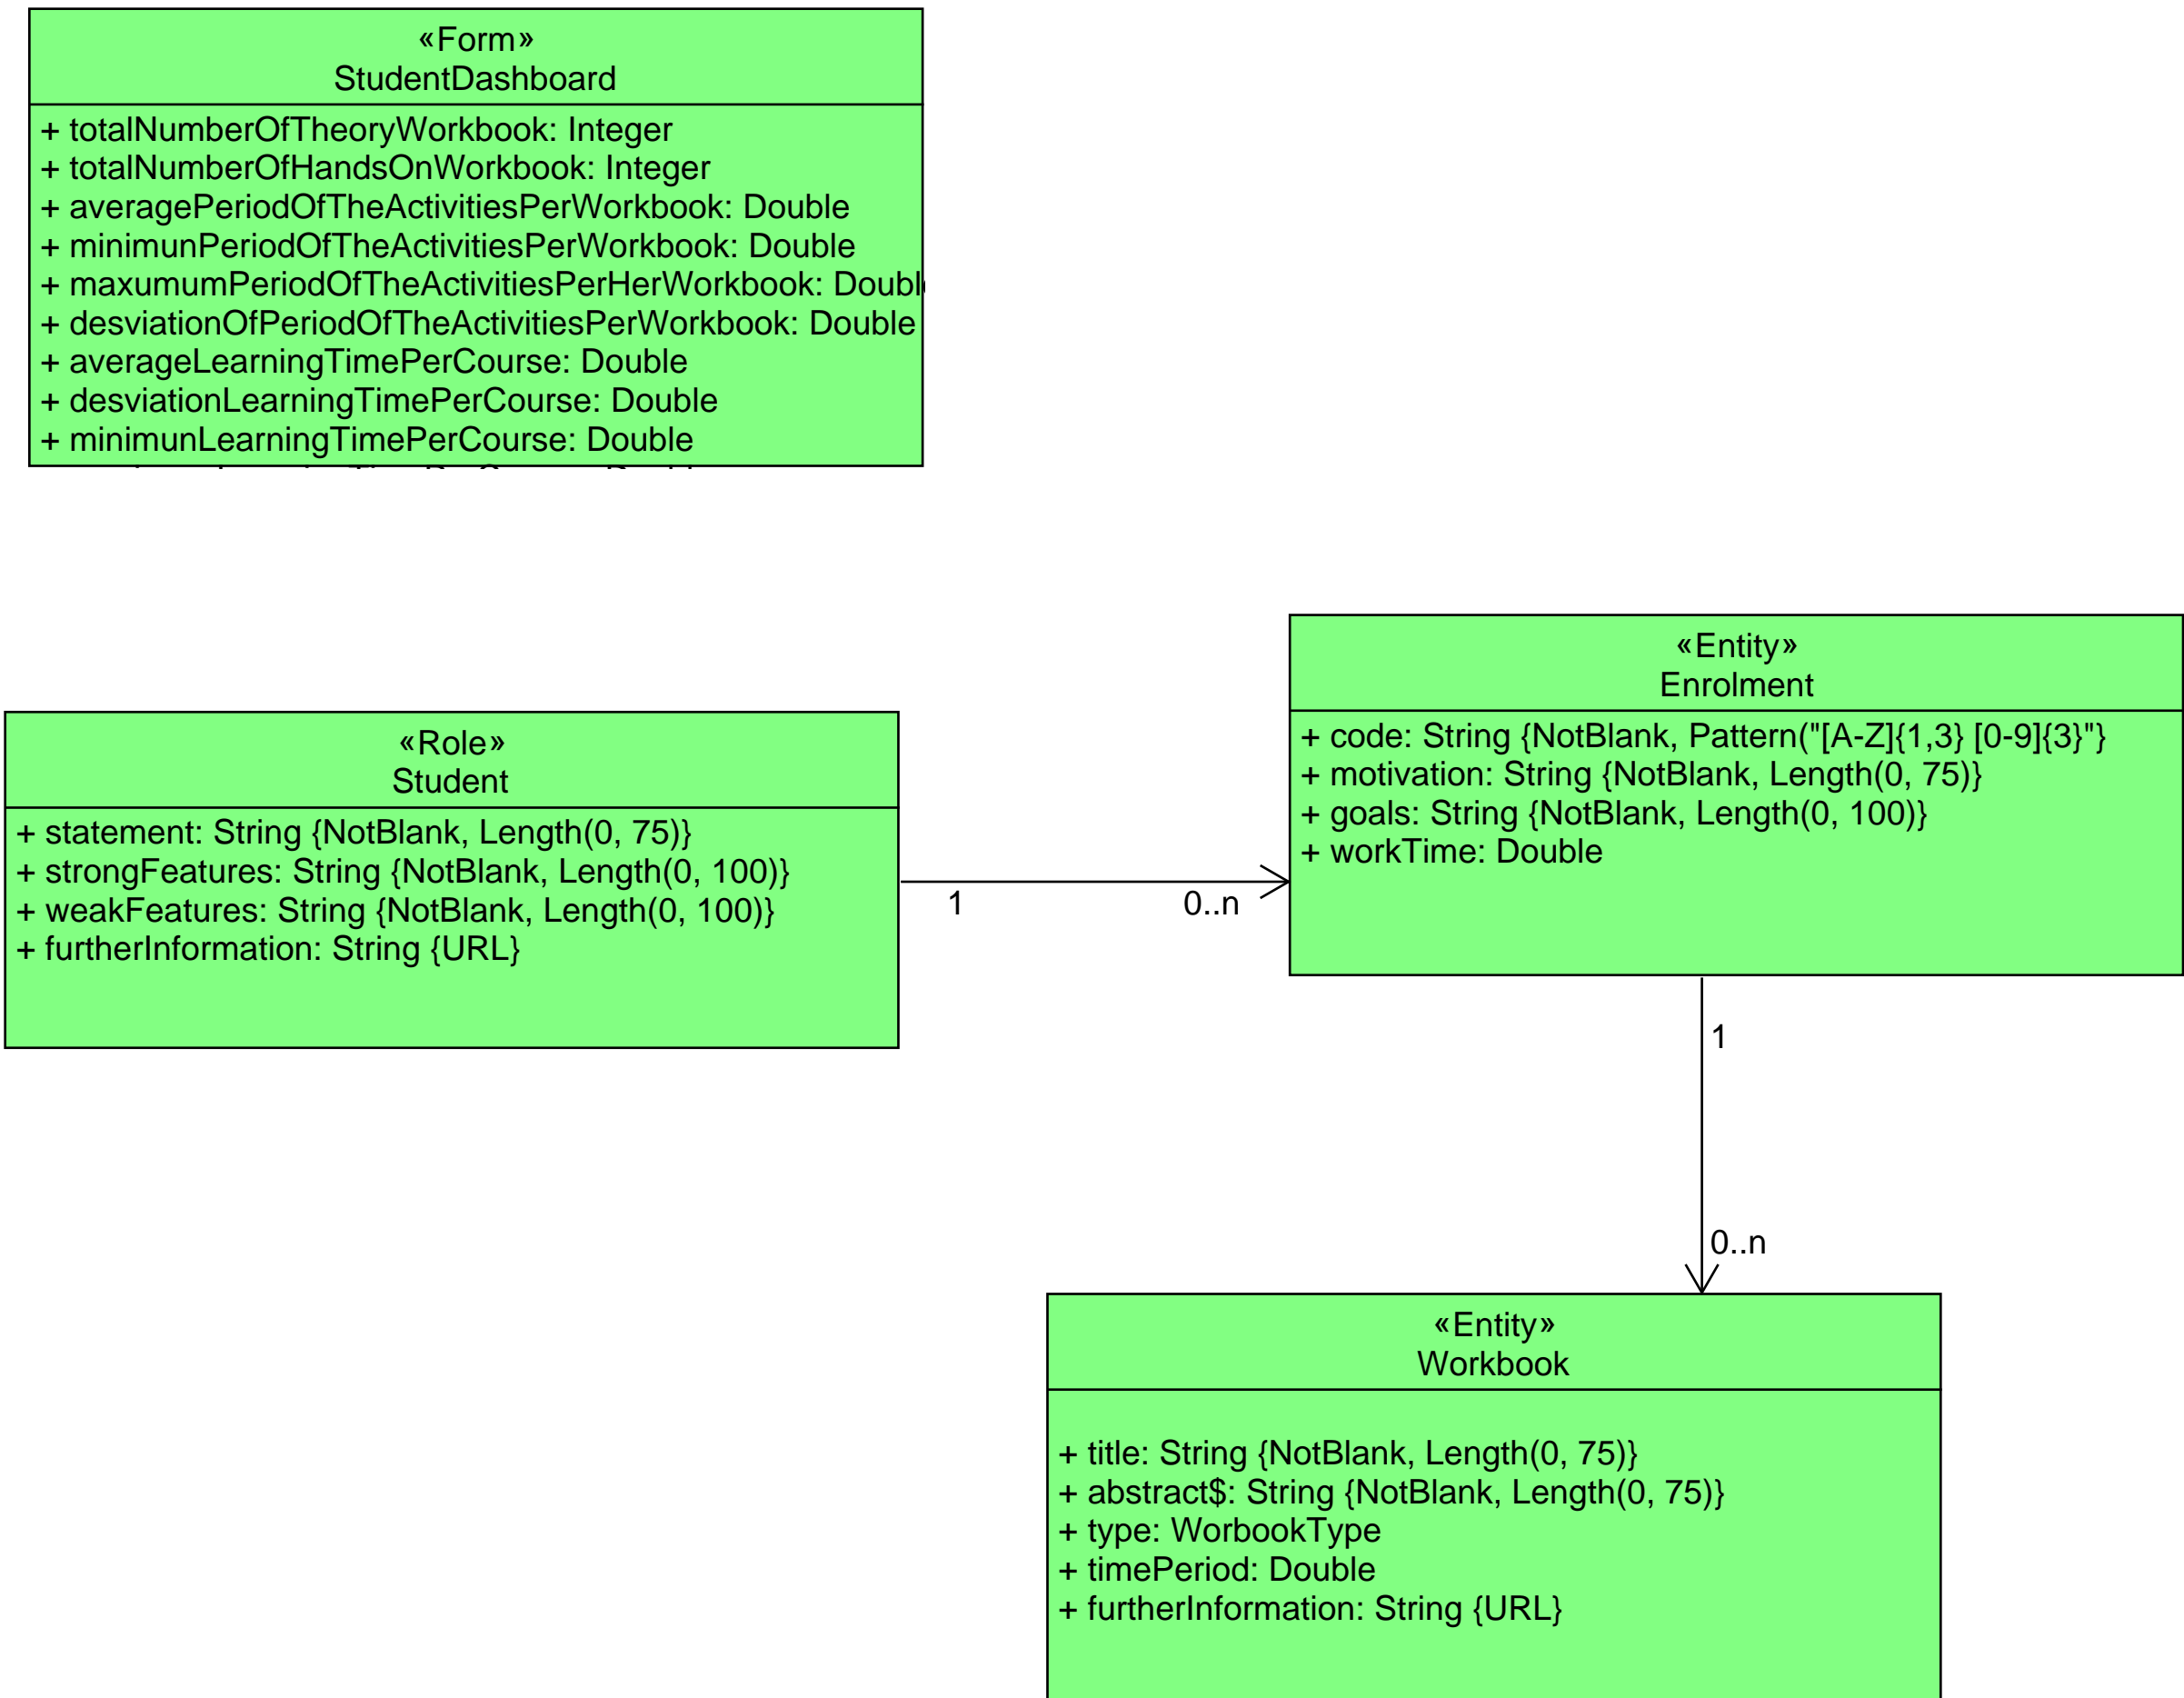 «Form»
StudentDashboard
+ totalNumberOfTheoryWorkbook: Integer
+ totalNumberOfHandsOnWorkbook: Integer
+ averagePeriodOfTheActivitiesPerWorkbook: Double
+ minimunPeriodOfTheActivitiesPerWorkbook: Double
+ maxumumPeriodOfTheActivitiesPerHerWorkbook: Doubl
+ desviationOfPeriodOfTheActivitiesPerWorkbook: Double
+ averageLearningTimePerCourse: Double
+ desviationLearningTimePerCourse: Double
+ minimunLearningTimePerCourse: Double
«Entity»
Enrolment
+ code: String {NotBlank, Pattern("[A-Z]{1,3} [0-9]{3}"}
+ motivation: String {NotBlank, Length(0, 75)}
+ goals: String {NotBlank, Length(0, 100)}
+ workTime: Double
«Role»
Student
+ statement: String {NotBlank, Length(0, 75)}
+ strongFeatures: String {NotBlank, Length(0, 100)}
+ weakFeatures: String {NotBlank, Length(0, 100)}
+ furtherInformation: String {URL}
1
0..n
1
0..n
«Entity»
Workbook
+ title: String {NotBlank, Length(0, 75)}
+ abstract$: String {NotBlank, Length(0, 75)}
+ type: WorbookType
+ timePeriod: Double
+ furtherInformation: String {URL}